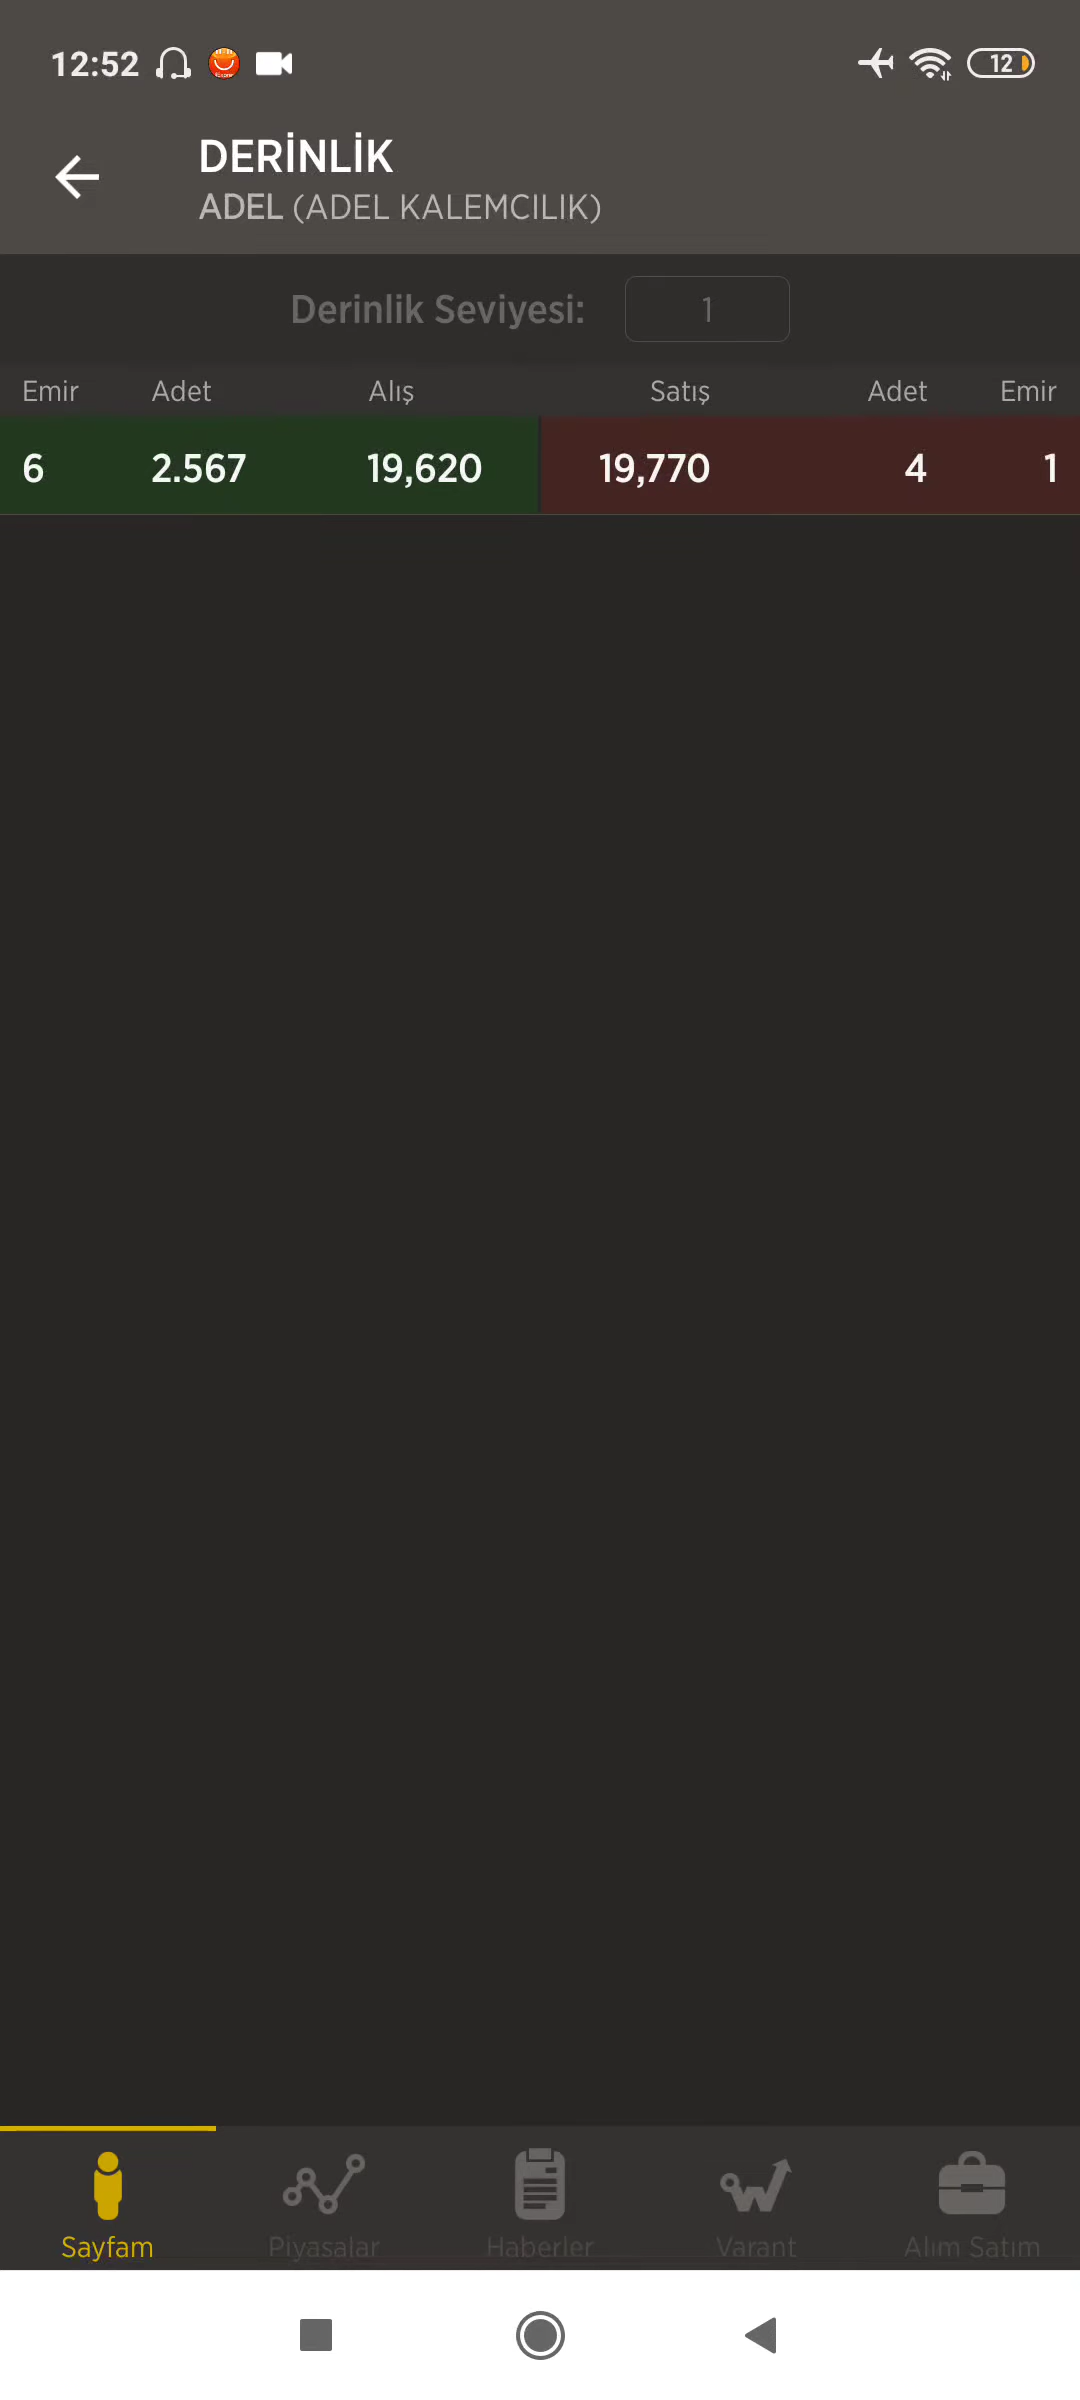 12:52
12
DERİNLİK
ADEL (ADEL KALEMCILIK)
Derinlik Seviyesi: 1
Emir Adet Alış Satış Adet Emir
6 2.567 19,620 19,770 4 1
Sayfam Piyasalar Haberler Varant Alım Satım